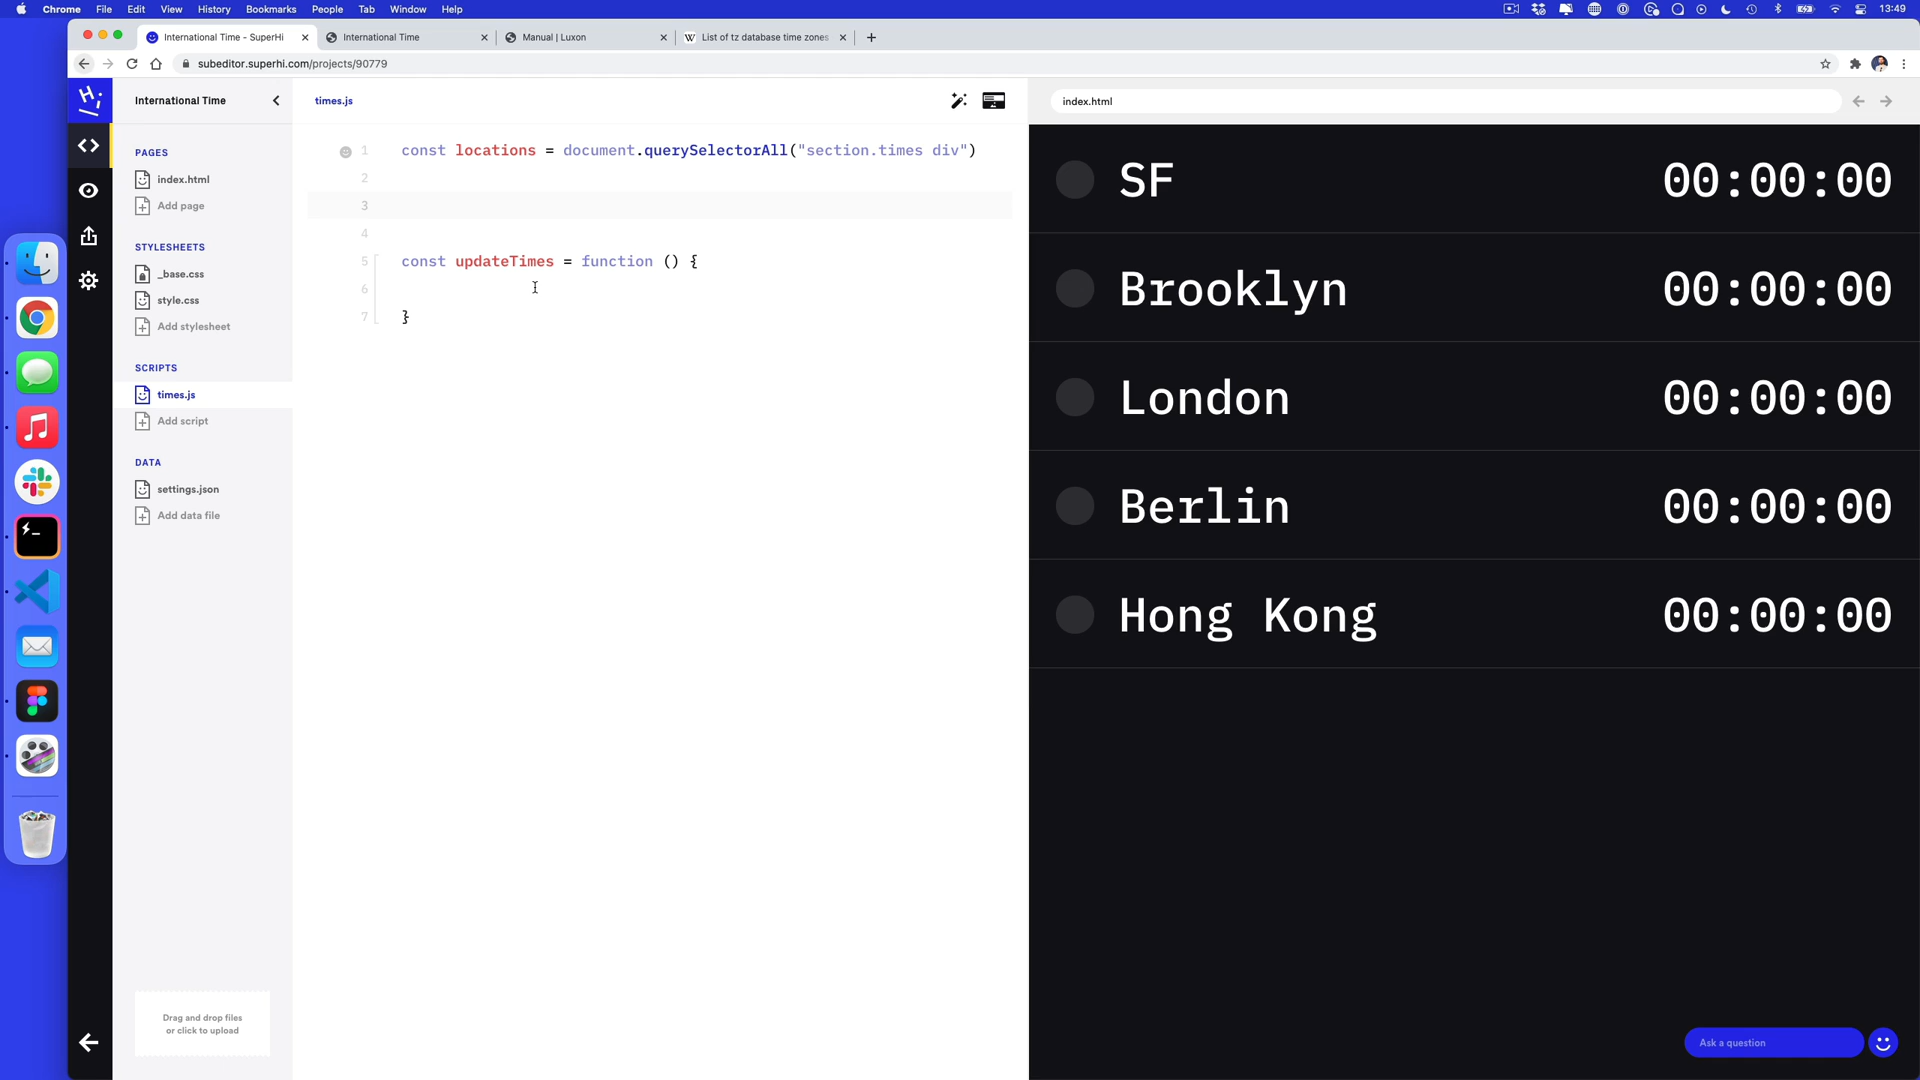 Chrome File Edit View History Bookmarks People Tab Window Help 13:49
International Time - SuperHi International Time Manual | Luxon W List of tz database time zones
subeditor.superhi.com/projects/90779
Hi International Time times.js index.html
PAGES
index.html
Add page
STYLESHEETS
_base.css
style.css
Add stylesheet
SCRIPTS
times.js
Add script
DATA
settings.json
Add data file
Drag and drop files
or click to upload
1 const locations = document.querySelectorAll("section.times div")
2
3
4
5 const updateTimes = function () {
6
7 }
SF 00:00:00
Brooklyn 00:00:00
London 00:00:00
Berlin 00:00:00
Hong Kong 00:00:00
Ask a question